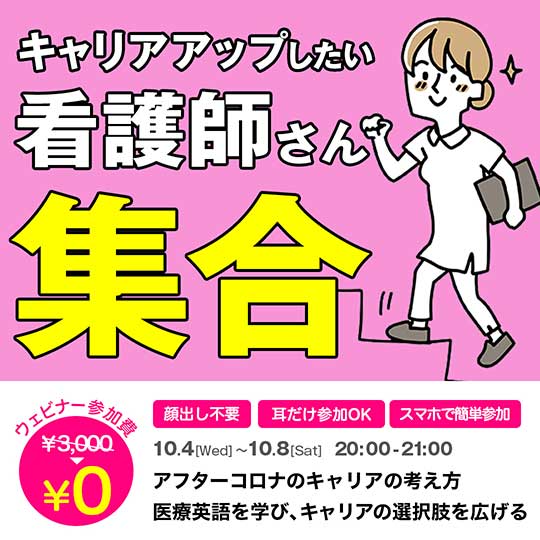 キャリアアップしたい
看護師さん
集合
ウェビナー参加費
¥3,000
¥0
顔出し不要
耳だけ参加OK
スマホで簡単参加
10.4[Wed]~10.8[Sat] 20:00-21:00
アフターコロナのキャリアの考え方
医療英語を学び、キャリアの選択肢を広げる